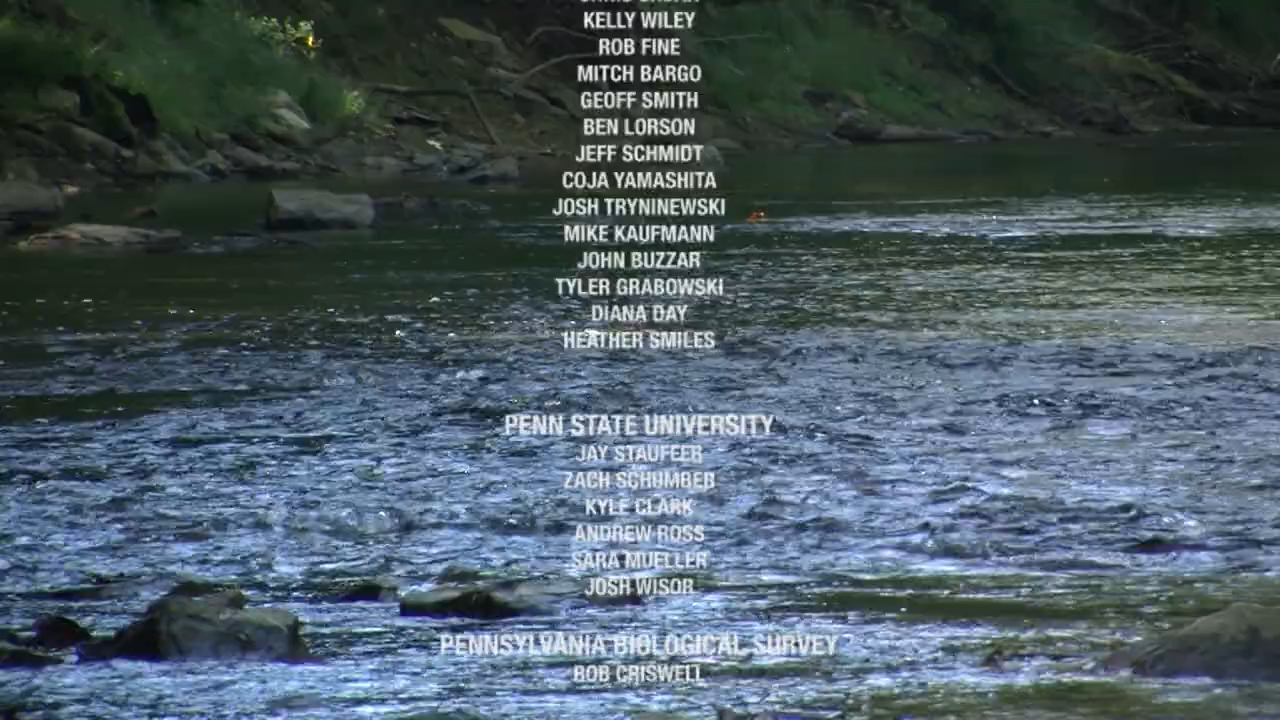 KELLY WILEY
ROB FINE
MITCH BARGO
GEOFF SMITH
BEN LORSON
JEFF SCHMIDT
COJA YAMASHITA
JOSH TRYNINEWSKI
MIKE KAUFMANN
JOHN BUZZAR
TYLER GRABOWSKI
DIANA DAY
HEATHER SMILES
PENN STATE UNIVERSITY
JAY STAUFEER
ZACH SCHUMBER
KYLE CLARK
ANDREW ROSS
SARA MUELLER
JOSH WISOR
PENNSYLVANIA BIOLOGICAL SURVEY
BOB CRISWELL